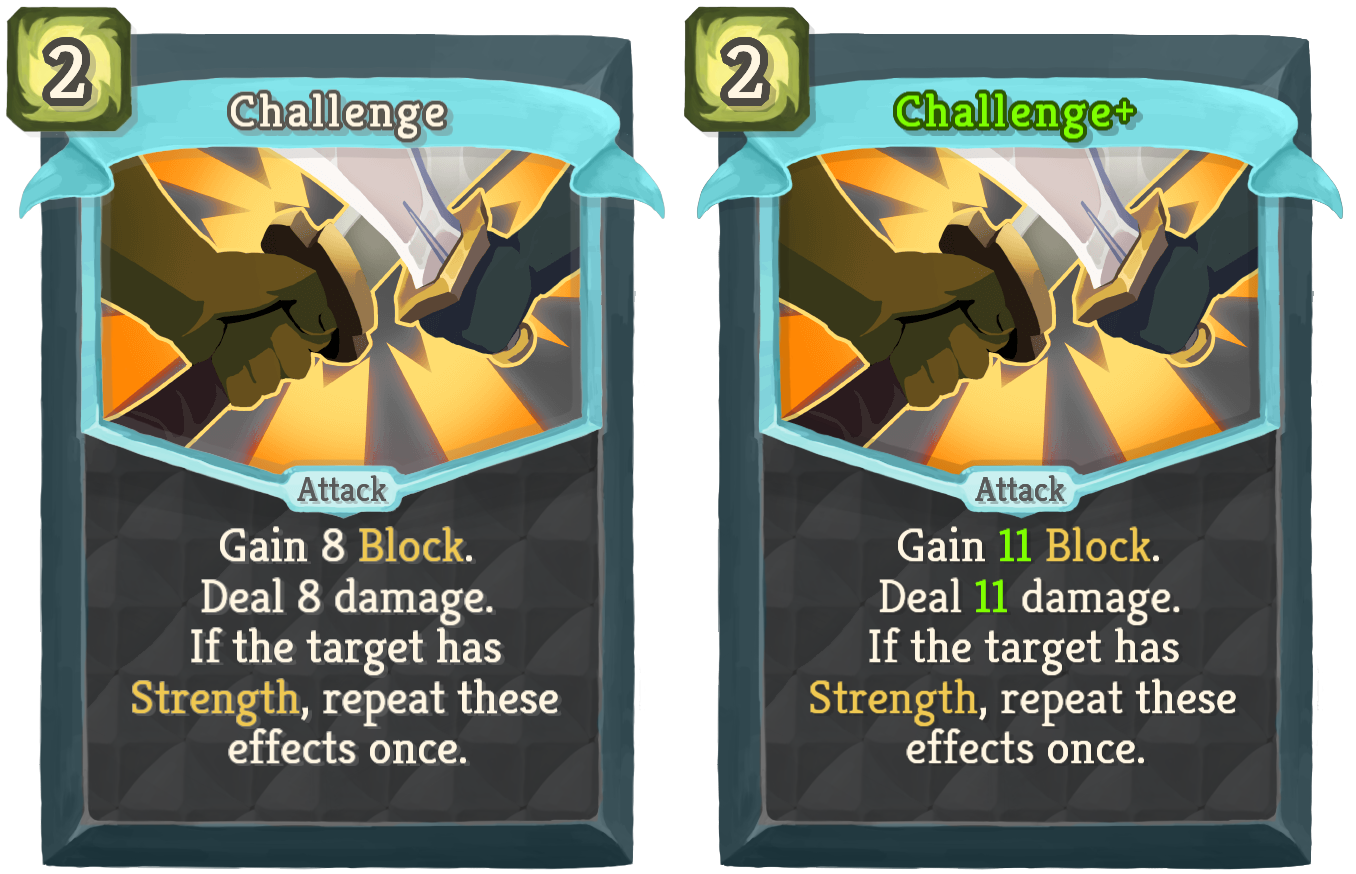 2
Challenge
Attack
Gain 8 Block.
Deal 8 damage.
If the target has
Strength, repeat these
effects once.
2
Challenge+
Attack
Gain 11 Block.
Deal 11 damage.
If the target has
Strength, repeat these
effects once.